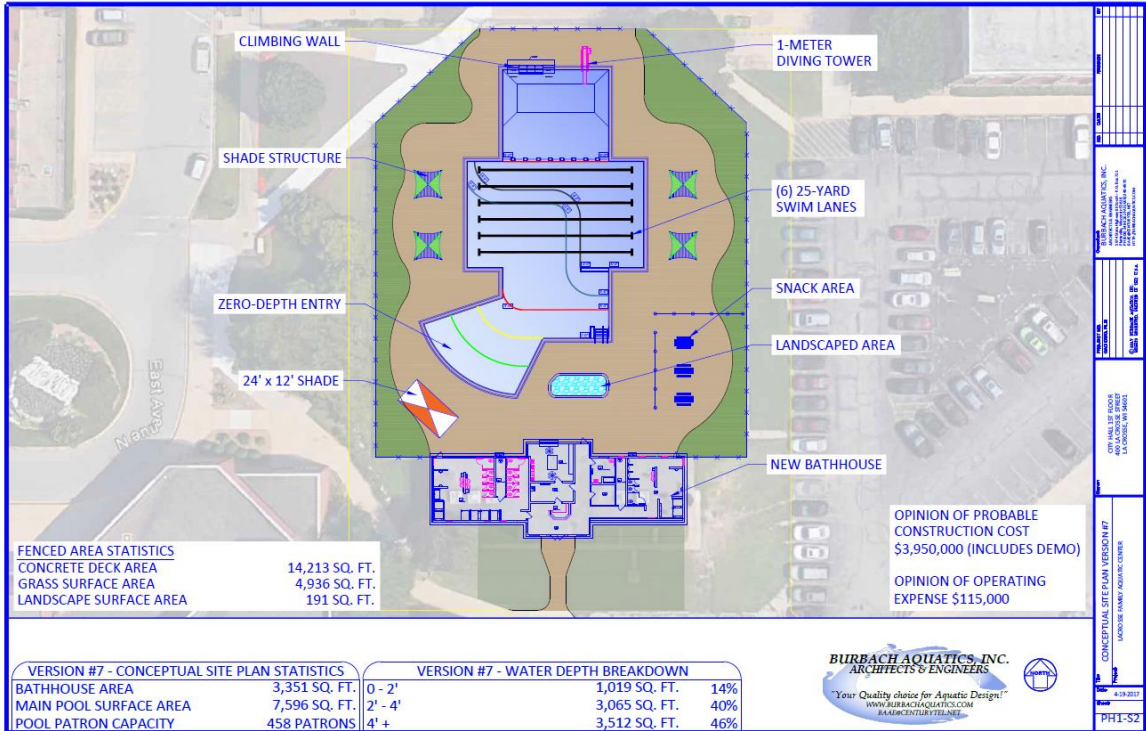 CLIMBING WALL
1-METER
DIVING TOWER
SHADE STRUCTURE
(6) 25-YARD
SWIM LANES
ZERO-DEPTH ENTRY
SNACK AREA
LANDSCAPED AREA
24' x 12' SHADE
East Avenue N
NEW BATHHOUSE
OPINION OF PROBABLE
CONSTRUCTION COST
$3,950,000 (INCLUDES DEMO)
OPINION OF OPERATING
EXPENSE $115,000
FENCED AREA STATISTICS
CONCRETE DECK AREA 14,213 SQ. FT.
GRASS SURFACE AREA 4,936 SQ. FT.
LANDSCAPE SURFACE AREA 191 SQ. FT.
VERSION #7 - CONCEPTUAL SITE PLAN STATISTICS
BATHHOUSE AREA 3,351 SQ. FT.
MAIN POOL SURFACE AREA 7,596 SQ. FT.
POOL PATRON CAPACITY 458 PATRONS
VERSION #7 - WATER DEPTH BREAKDOWN
0 - 2' 1,019 SQ. FT. 14%
2' - 4' 3,065 SQ. FT. 40%
4' + 3,512 SQ. FT. 46%
BURBACH AQUATICS, INC.
ARCHITECTS & ENGINEERS
"Your Quality choice for Aquatic Design!"
WWW.BURBACHAQUATICS.COM
BAAE@CENTURYTEL.NET
NORTH
BURBACH AQUATICS, INC.
CITY HALL 1ST FLOOR
400 LA CROSSE STREET
LA CROSSE, WI 54601
CONCEPTUAL SITE PLAN VERSION #7
LACROSSE FAMILY AQUATIC CENTER
4-19-2017
PH1-S2